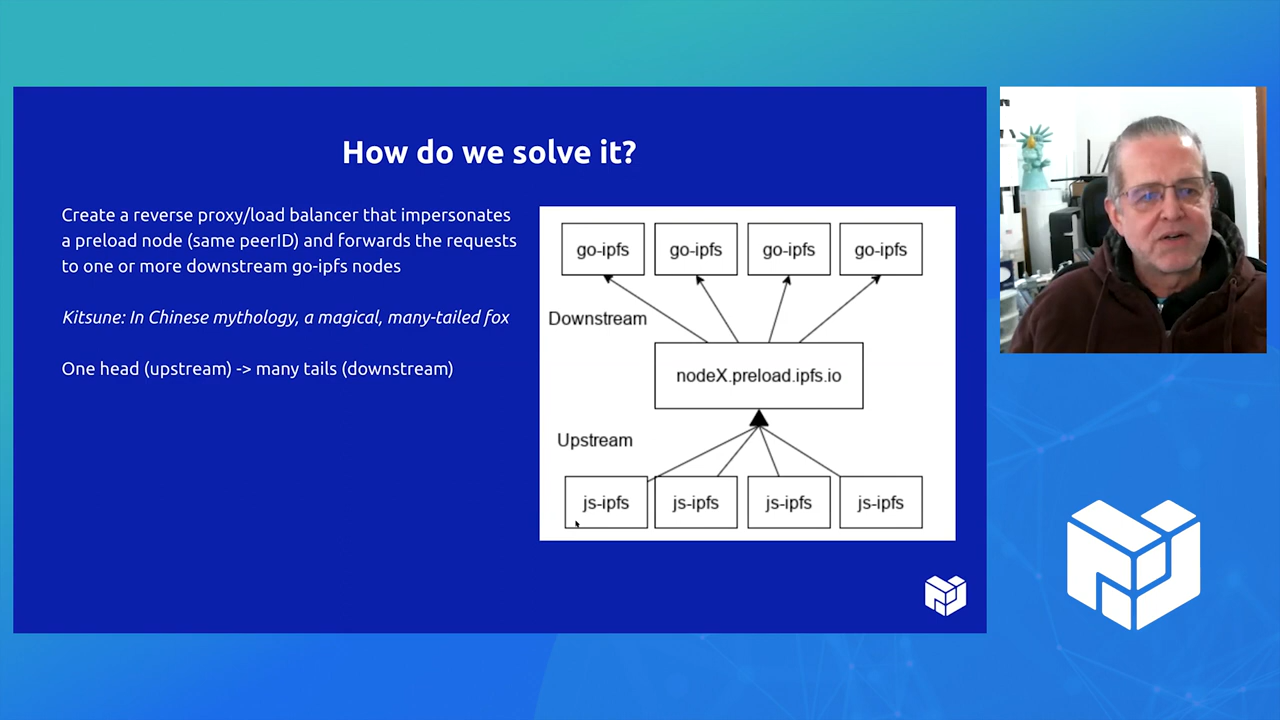 How do we solve it?
Create a reverse proxy/load balancer that impersonates
a preload node (same peerID) and forwards the requests
to one or more downstream go-ipfs nodes
Kitsune: In Chinese mythology, a magical, many-tailed fox
One head (upstream) -> many tails (downstream)
go-ipfs go-ipfs go-ipfs go-ipfs
Downstream
nodeX.preload.ipfs.io
Upstream
js-ipfs js-ipfs js-ipfs js-ipfs